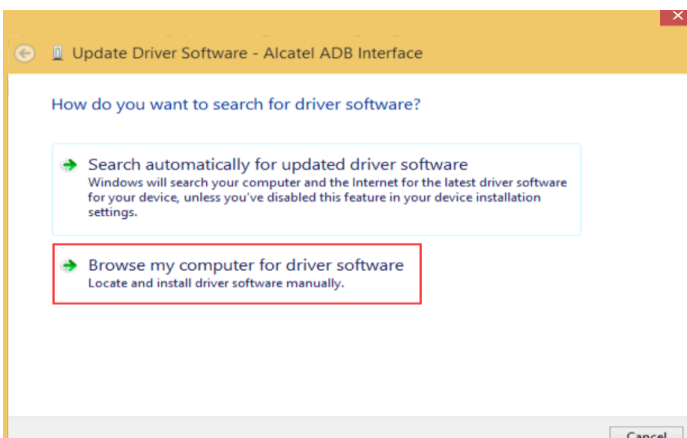 Update Driver Software - Alcatel ADB Interface
How do you want to search for driver software?
Search automatically for updated driver software
Windows will search your computer and the Internet for the latest driver software
for your device, unless you've disabled this feature in your device installation
settings.
Browse my computer for driver software
Locate and install driver software manually.
Cancel